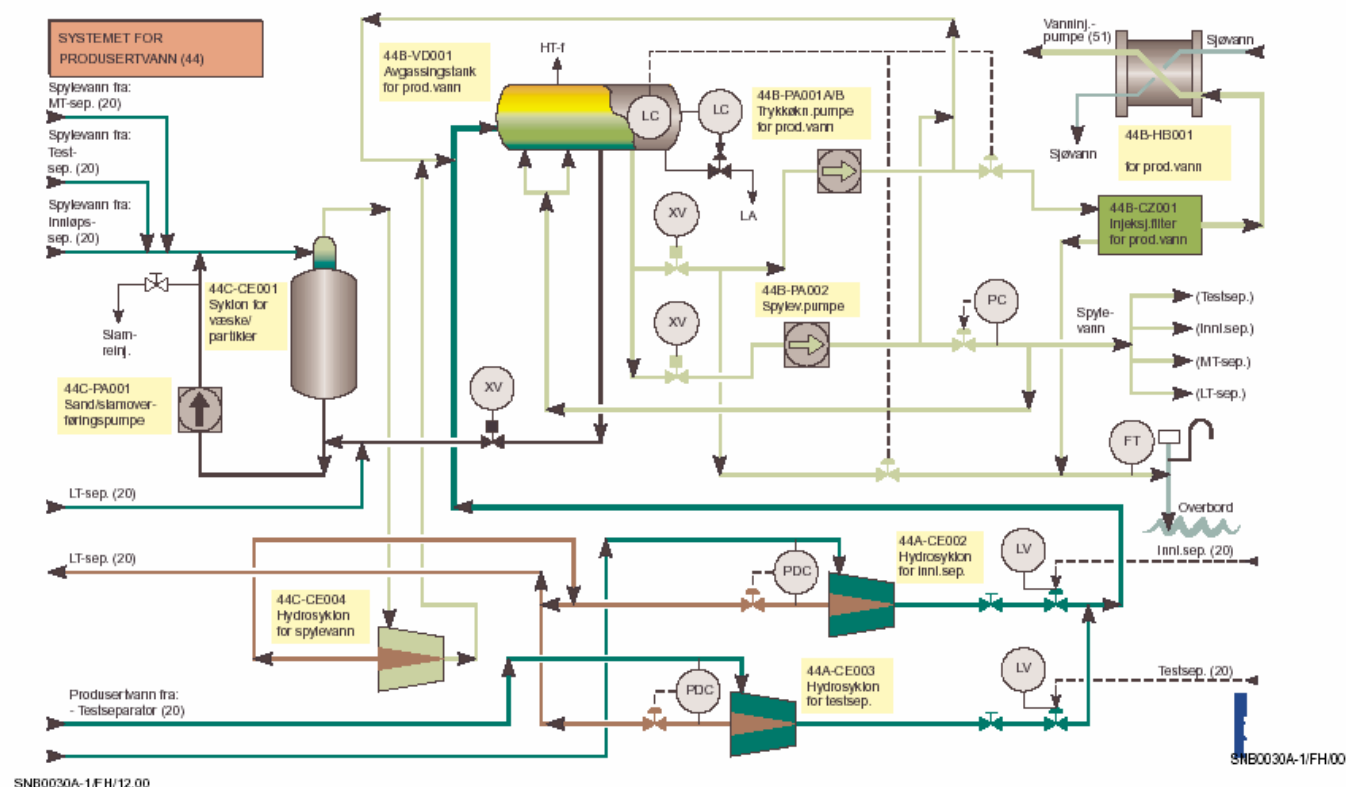 SYSTEMET FOR
PRODUSERTVANN (44)
Spylevann fra:
MT-sep. (20)
Spylevann fra:
Test-
sep. (20)
Spylevann fra:
Innløps-
sep. (20)
44C-CE001
Syklon for
væske/
partikler
Slam-
reinj.
44C-PA001
Sand/slamover-
føringspumpe
LT-sep. (20)
LT-sep. (20)
44C-CE004
Hydrosyklon
for spylevann
Produsertvann fra:
- Testseparator (20)
44B-VD001
Avgassingstank
for prod.vann
HT-f
LC
LC
LA
44B-PA001A/B
Trykkøkn.pumpe
for prod.vann
XV
XV
XV
44B-PA002
Spylev.pumpe
PC
Vanninj.-
pumpe (51)
Sjøvann
Sjøvann
44B-HB001
for prod.vann
44B-CZ001
Injeksj.filter
for prod.vann
Spyle-
vann
(Testsep.)
(Innl.sep.)
(MT-sep.)
(LT-sep.)
FT
Overbord
44A-CE002
Hydrosyklon
for innl.sep.
PDC
LV
Innl.sep. (20)
44A-CE003
Hydrosyklon
for testsep.
PDC
LV
Testsep. (20)
SNB0030A-1/FH/00
SNB0030A-1/FH/12.00